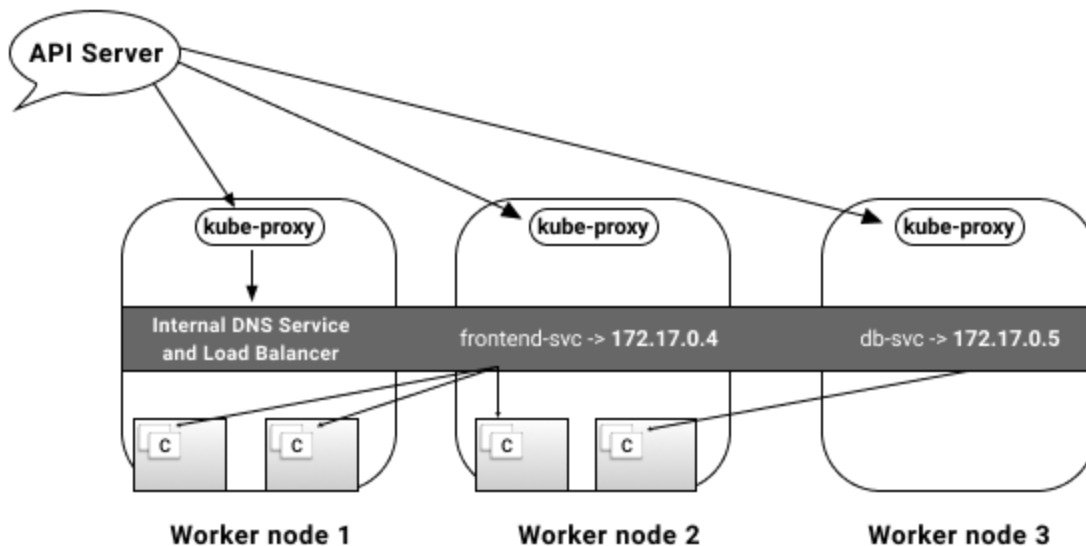 API Server
kube-proxy
kube-proxy
kube-proxy
Internal DNS Service
and Load Balancer
frontend-svc -> 172.17.0.4
db-svc -> 172.17.0.5
C
C
C
C
Worker node 1
Worker node 2
Worker node 3